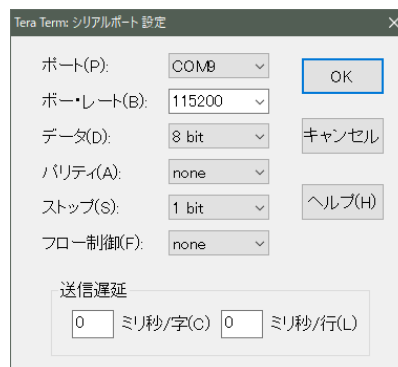 Tera Term: シリアルポート 設定
ポート(P): COM9 OK
ボー・レート(B): 115200
データ(D): 8 bit キャンセル
パリティ(A): none
ストップ(S): 1 bit ヘルプ(H)
フロー制御(F): none
送信遅延
0 ミリ秒/字(C) 0 ミリ秒/行(L)